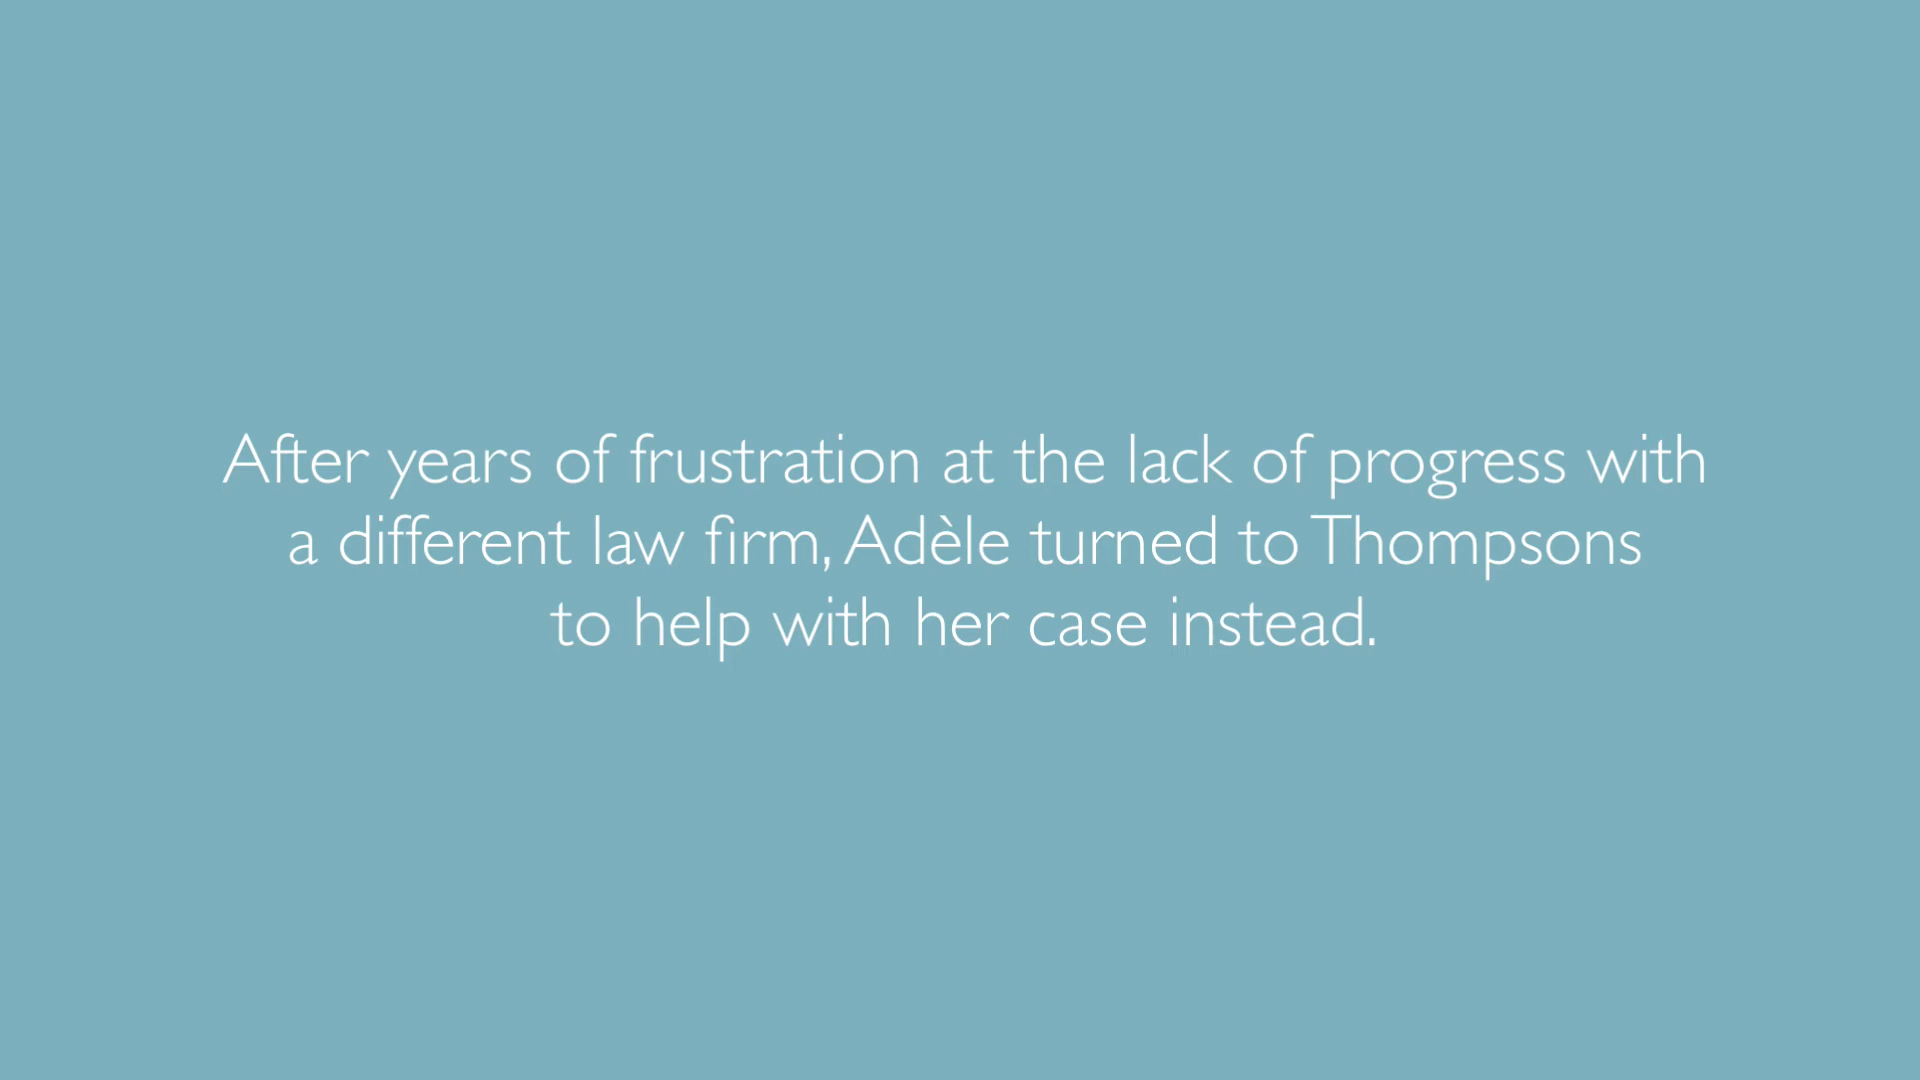 After years of frustration at the lack of progress with
a different law firm, Adèle turned to Thompsons
to help with her case instead.